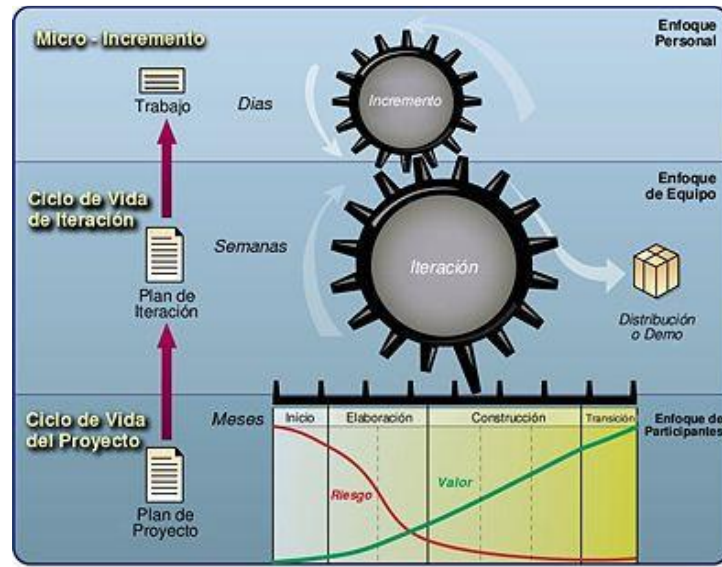 Micro - Incremento
Enfoque
Personal
Trabajo
Días
Incremento
Ciclo de Vida
de Iteración
Enfoque
de Equipo
Semanas
Iteración
Plan de
Iteración
Distribución
o Demo
Ciclo de Vida
del Proyecto
Meses
Inicio
Elaboración
Construcción
Transición
Enfoque de
Participantes
Riesgo
Valor
Plan de
Proyecto